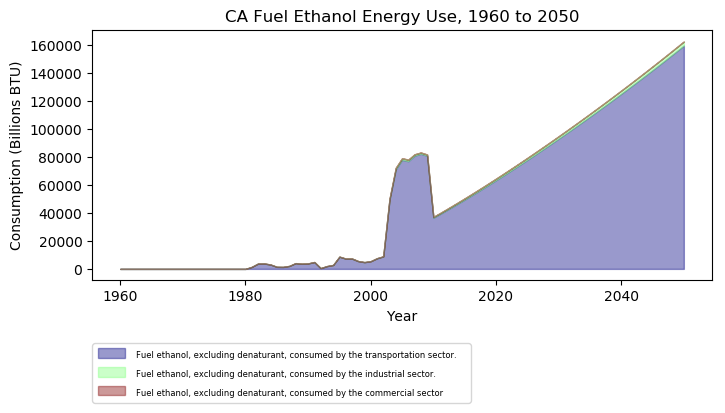 CA Fuel Ethanol Energy Use, 1960 to 2050
Consumption (Billions BTU)
160000
140000
120000
100000
80000
60000
40000
20000
0
1960 1980 2000 2020 2040
Year
Fuel ethanol, excluding denaturant, consumed by the transportation sector.
Fuel ethanol, excluding denaturant, consumed by the industrial sector.
Fuel ethanol, excluding denaturant, consumed by the commercial sector